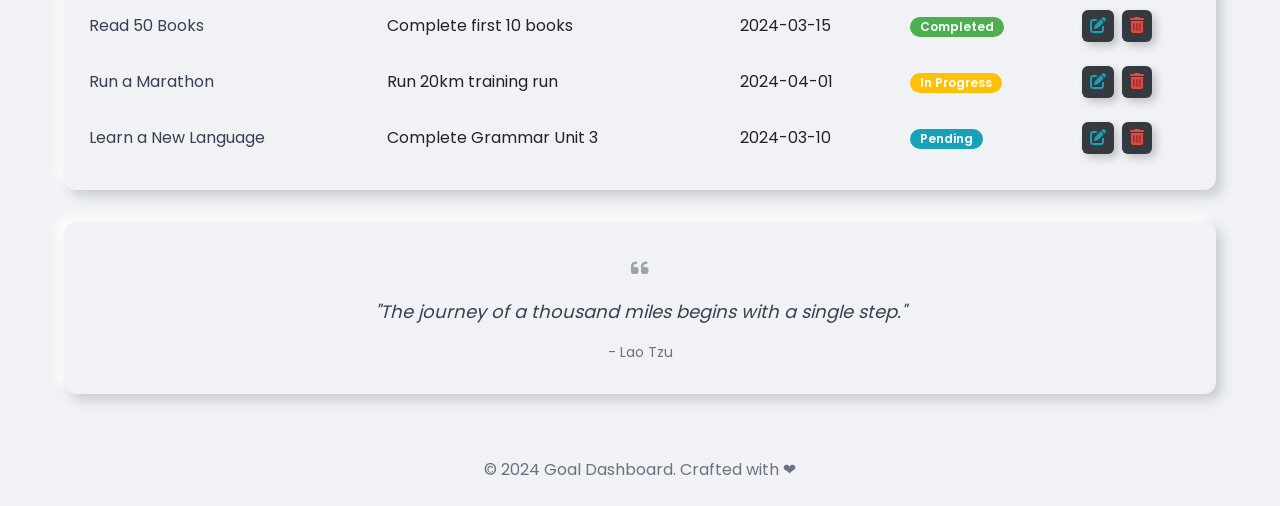 Read 50 Books Complete first 10 books 2024-03-15 Completed
Run a Marathon Run 20km training run 2024-04-01 In Progress
Learn a New Language Complete Grammar Unit 3 2024-03-10 Pending
"The journey of a thousand miles begins with a single step."
- Lao Tzu
© 2024 Goal Dashboard. Crafted with ❤